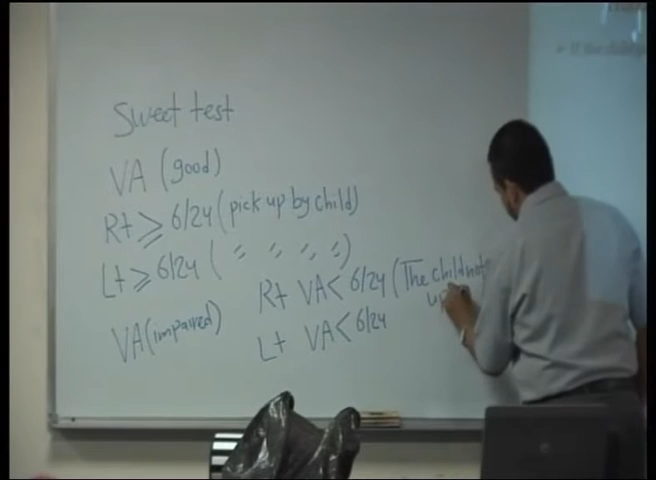 Sweet test
VA (good)
Rt ≥ 6/24 (pick up by child)
Lt ≥ 6/24 ( " " " " )
VA (impaired)
Rt VA < 6/24 (The child not
Lt VA < 6/24